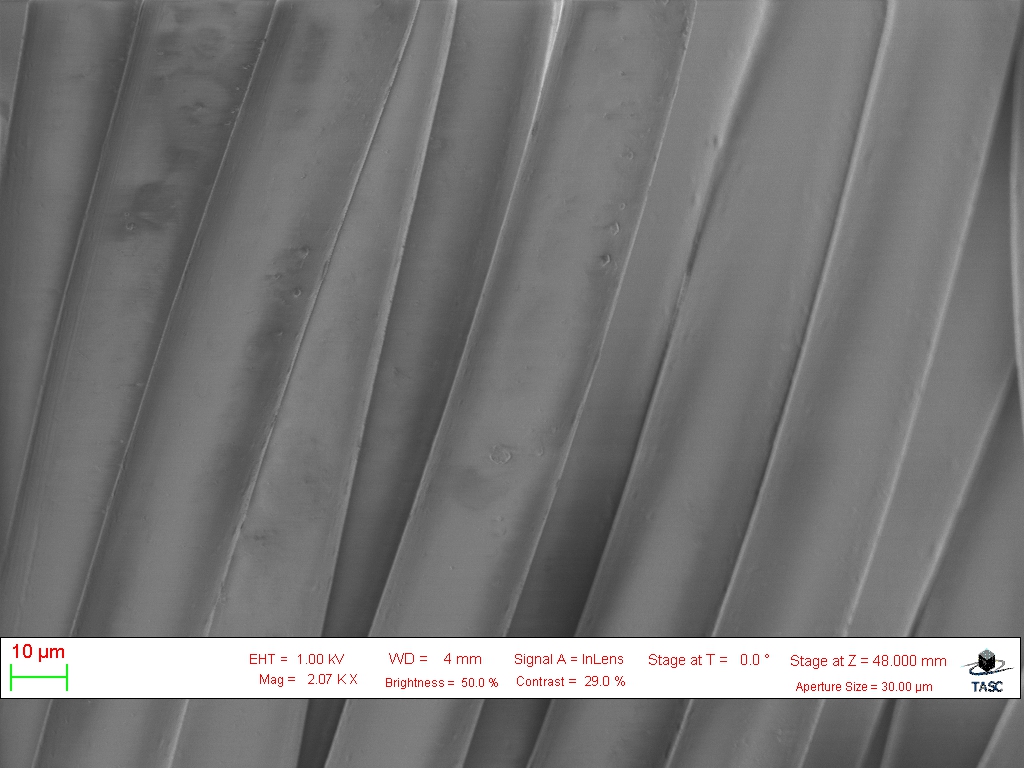 10 µm
EHT = 1.00 kV WD = 4 mm Signal A = InLens Stage at T = 0.0 ° Stage at Z = 48.000 mm
Mag = 2.07 K X Brightness = 50.0 % Contrast = 29.0 % Aperture Size = 30.00 µm
TASC